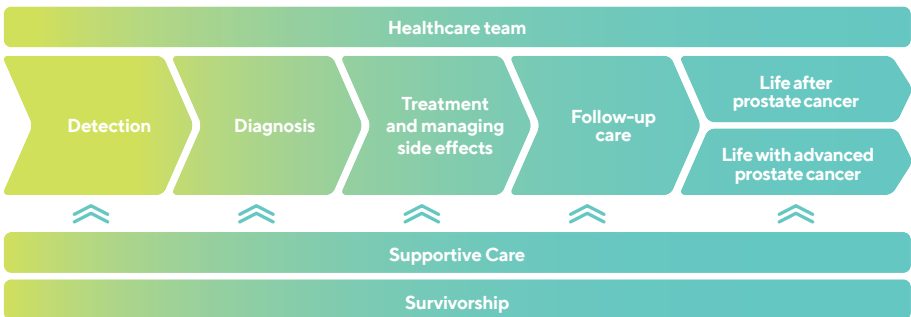 Healthcare team
Detection
Diagnosis
Treatment
and managing
side effects
Follow-up
care
Life after
prostate cancer
Life with advanced
prostate cancer
Supportive Care
Survivorship